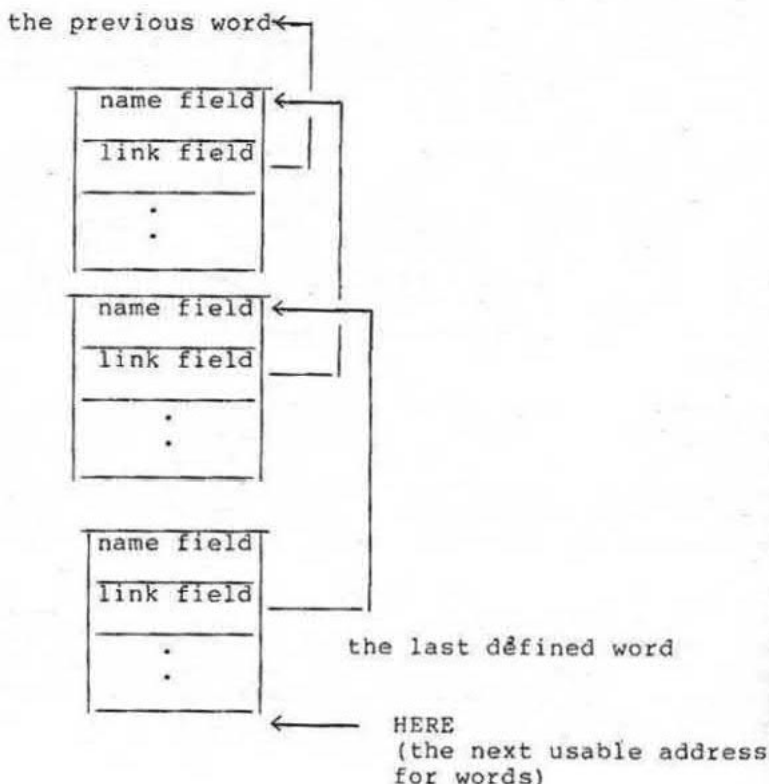 the previous word
name field
link field
name field
link field
name field
link field
the last defined word
HERE
(the next usable address
for words)